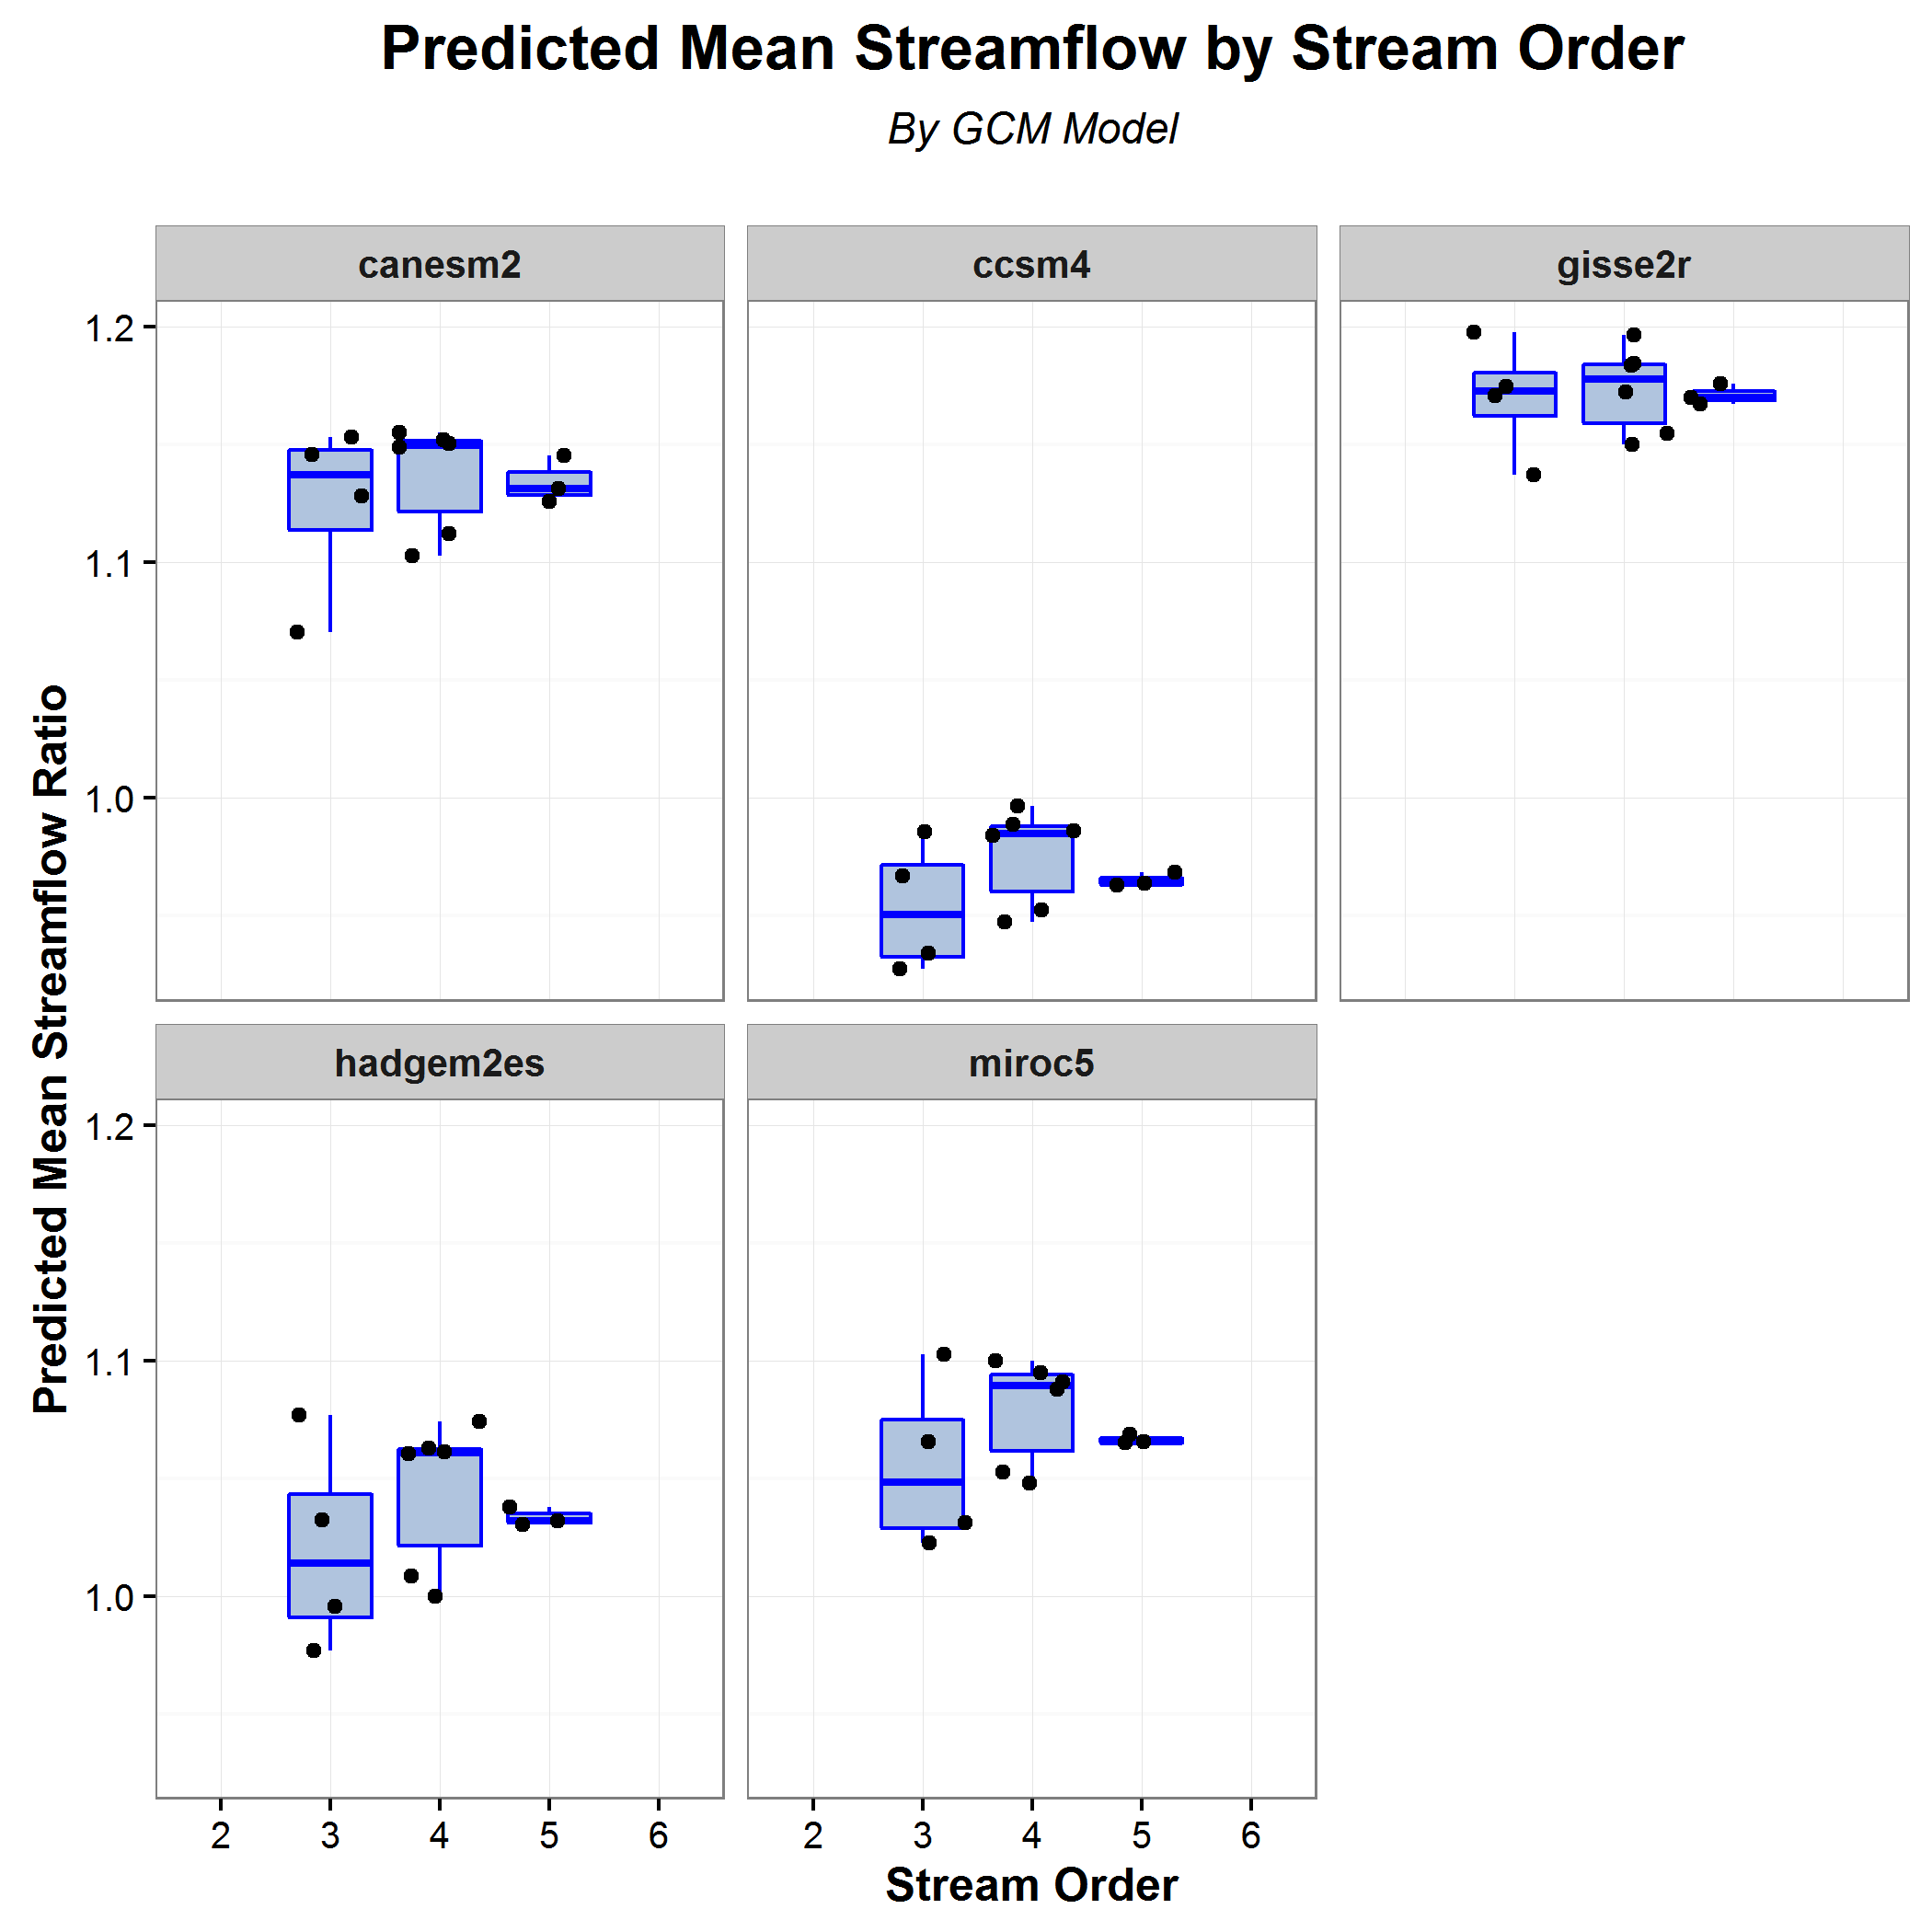 Predicted Mean Streamflow by Stream Order
By GCM Model
canesm2
ccsm4
gisse2r
1.2
1.1
1.0
Predicted Mean Streamflow Ratio
hadgem2es
miroc5
1.2
1.1
1.0
2 3 4 5 6
2 3 4 5 6
Stream Order